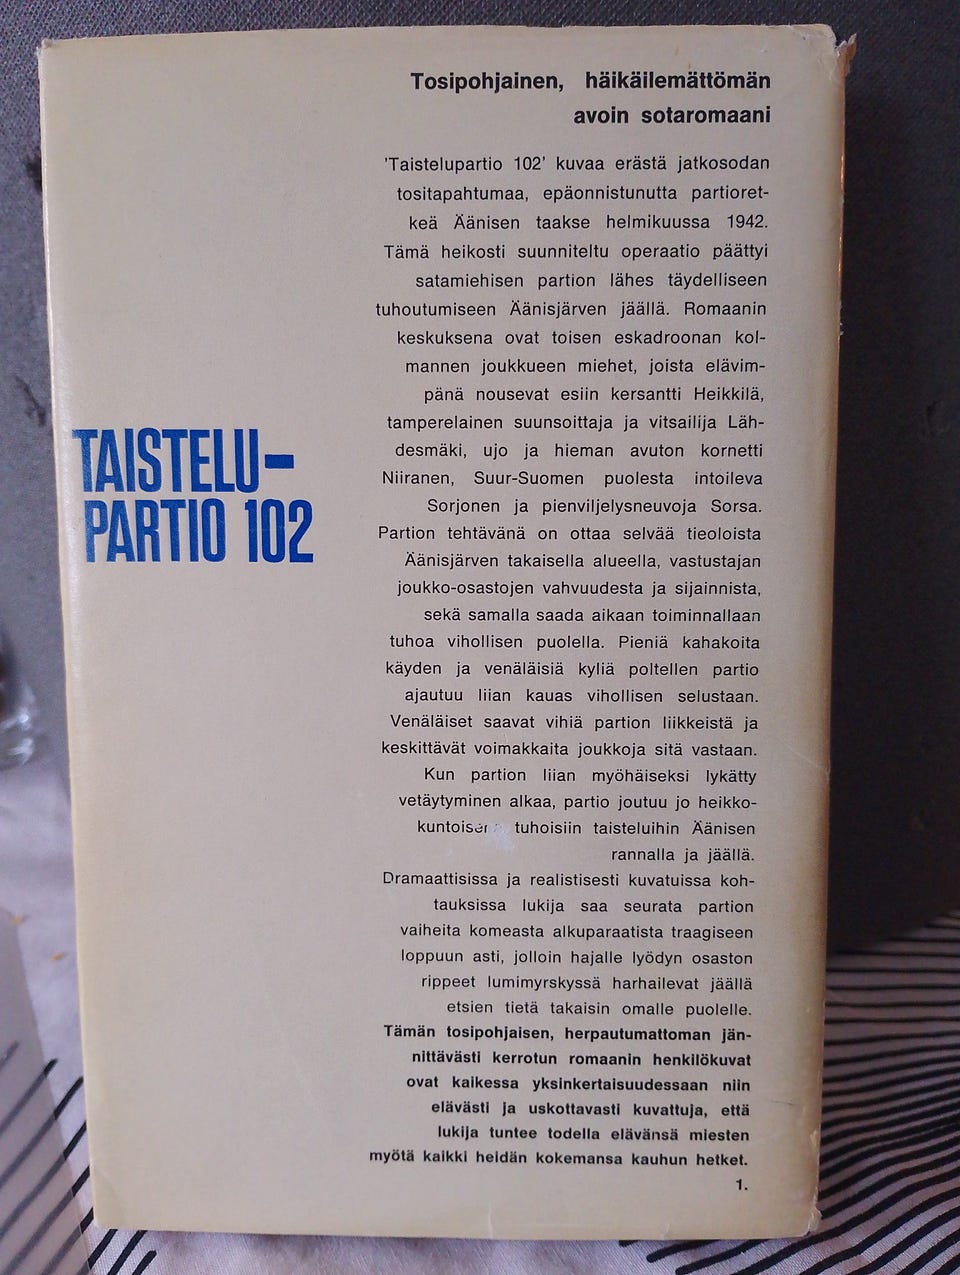 Tosipohjainen, häikäilemättömän
avoin sotaromaani
'Taistelupartio 102' kuvaa erästä jatkosodan
tositapahtumaa, epäonnistunutta partioret-
keä Äänisen taakse helmikuussa 1942.
Tämä heikosti suunniteltu operaatio päättyi
satamiehisen partion lähes täydelliseen
tuhoutumiseen Äänisjärven jäällä. Romaanin
keskuksena ovat toisen eskadroonan kol-
mannen joukkueen miehet, joista elävim-
pänä nousevat esiin kersantti Heikkilä,
tamperelainen suunsoittaja ja vitsailija Läh-
desmäki, ujo ja hieman avuton kornetti
Niiranen, Suur-Suomen puolesta intoileva
Sorjonen ja pienviljelysneuvoja Sorsa.
Partion tehtävänä on ottaa selvää tieoloista
Äänisjärven takaisella alueella, vastustajan
joukko-osastojen vahvuudesta ja sijainnista,
sekä samalla saada aikaan toiminnallaan
tuhoa vihollisen puolella. Pieniä kahakoita
käyden ja venäläisiä kyliä poltellen partio
ajautuu liian kauas vihollisen selustaan.
Venäläiset saavat vihiä partion liikkeistä ja
keskittävät voimakkaita joukkoja sitä vastaan.
Kun partion liian myöhäiseksi lykätty
vetäytyminen alkaa, partio joutuu jo heikko-
tuhoisiin taisteluihin Äänisen
rannalla ja jäällä.
Dramaattisissa ja realistisesti kuvatuissa koh-
tauksissa lukija saa seurata partion
vaiheita komeasta alkuparaatista traagiseen
loppuun asti, jolloin hajalle lyödyn osaston
rippeet lumimyrskyssä harhailevat jäällä
etsien tietä takaisin omalle puolelle.
Tämän tosipohjaisen, herpautumattoman jän-
nittävästi kerrotun romaanin henkilökuvat
ovat kaikessa yksinkertaisuudessaan niin
elävästi ja uskottavasti kuvattuja, että
lukija tuntee todella elävänsä miesten
myötä kaikki heidän kokemansa kauhun hetket.
1.
TAISTELU-
PARTIO 102